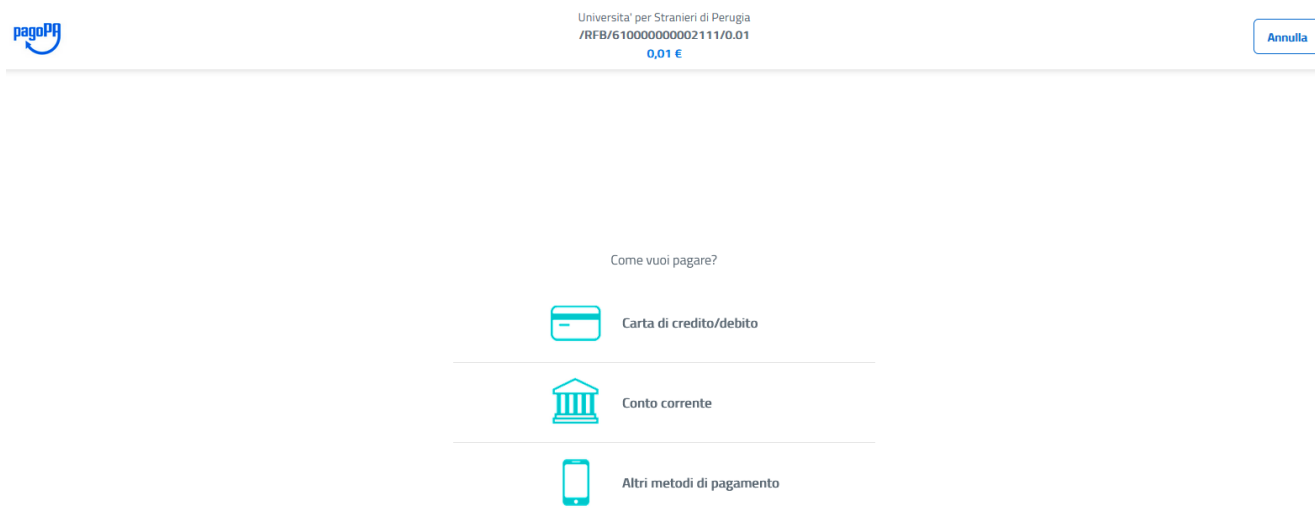 pagoPA
Universita' per Stranieri di Perugia
/RFB/610000000002111/0.01
0,01 €
Annulla
Come vuoi pagare?
Carta di credito/debito
Conto corrente
Altri metodi di pagamento